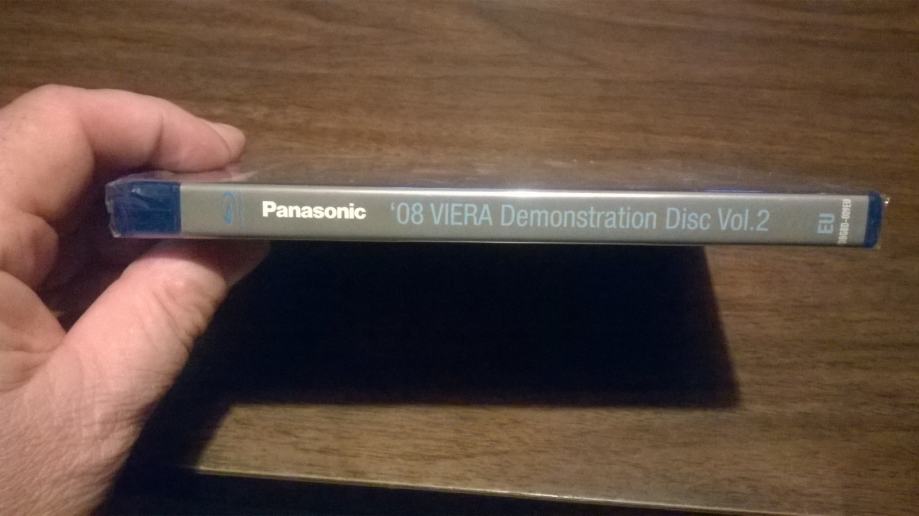 Panasonic '08 VIERA Demonstration Disc Vol.2
EU